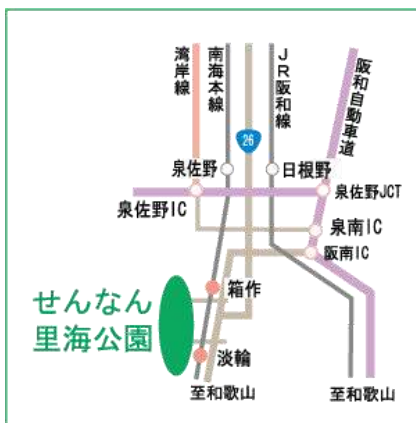 湾岸線
南海本線
26
JR阪和線
阪和自動車道
泉佐野
日根野
泉佐野IC
泉佐野JCT
泉南IC
阪南IC
せんなん
里海公園
箱作
淡輪
至和歌山
至和歌山